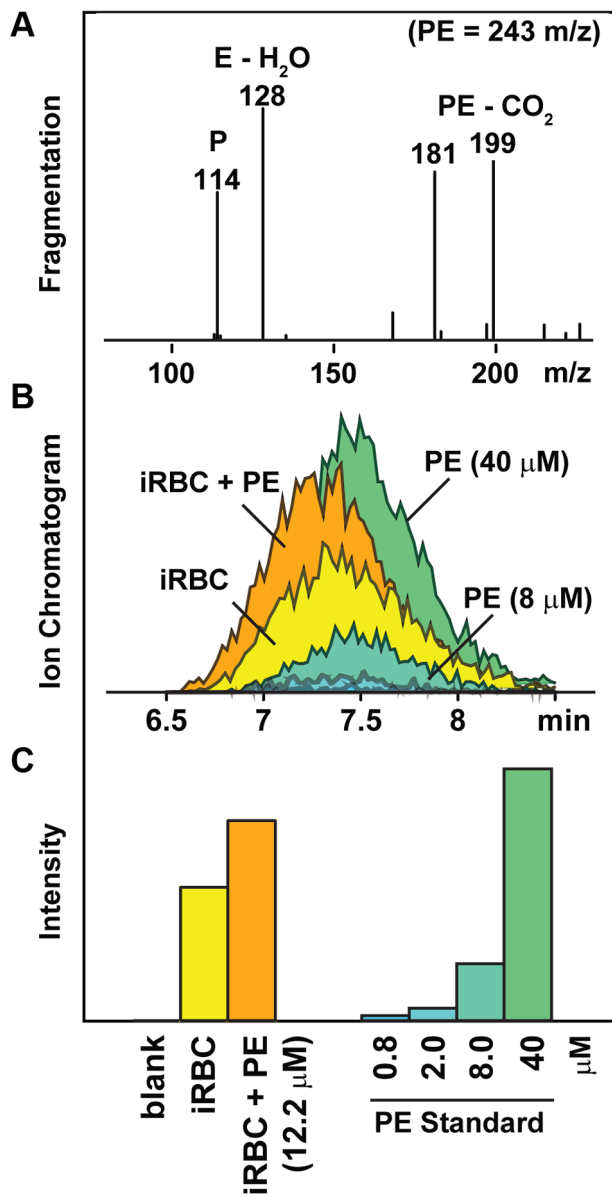 A
(PE = 243 m/z)
E - H₂O
128
PE - CO₂
P
181
199
114
Fragmentation
100
150
200
m/z
B
iRBC + PE
PE (40 μM)
iRBC
PE (8 μM)
Ion Chromatogram
6.5
7
7.5
8
min
C
Intensity
blank
iRBC
iRBC + PE
(12.2 μM)
0.8
2.0
8.0
40
μM
PE Standard